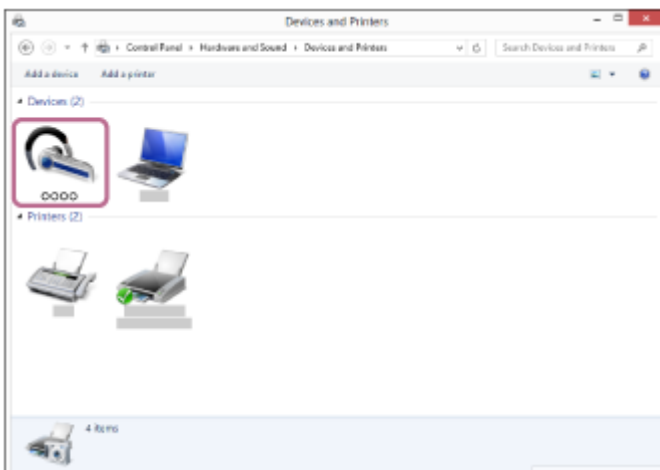 Devices and Printers
Control Panel › Hardware and Sound › Devices and Printers
Search Devices and Printers
Add a device Add a printer
Devices (2)
OOOO
Printers (2)
4 items